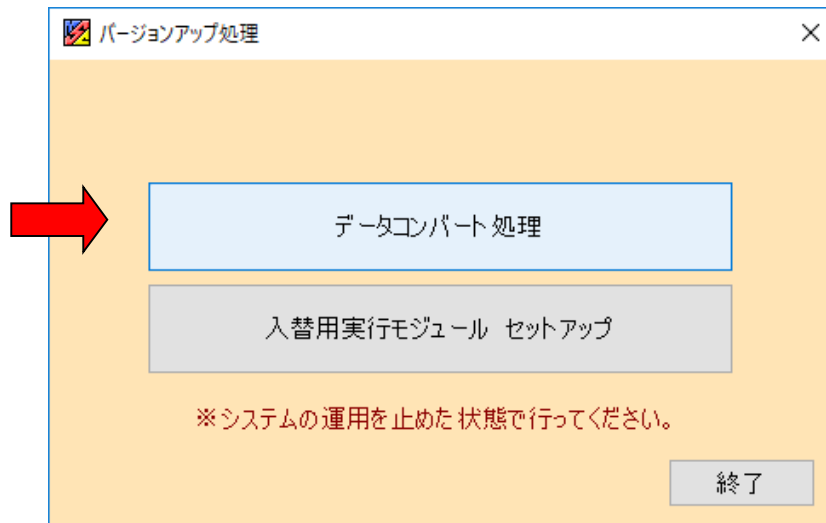 バージョンアップ処理
データコンバート処理
入替用実行モジュール セットアップ
※システムの運用を止めた状態で行ってください。
終了